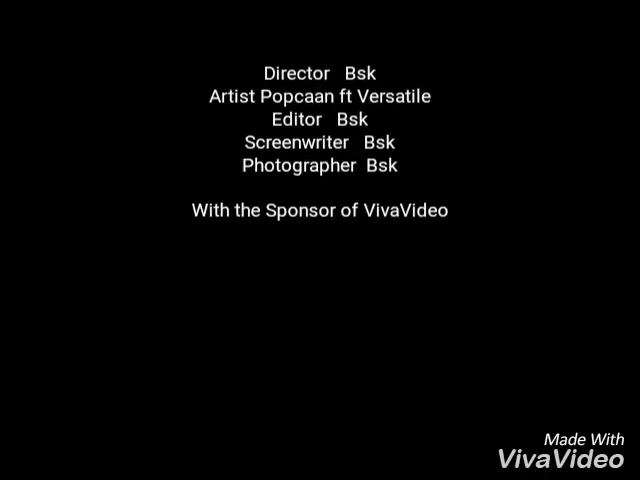 Director Bsk
Artist Popcaan ft Versatile
Editor Bsk
Screenwriter Bsk
Photographer Bsk
With the Sponsor of VivaVideo
Made With
VivaVideo